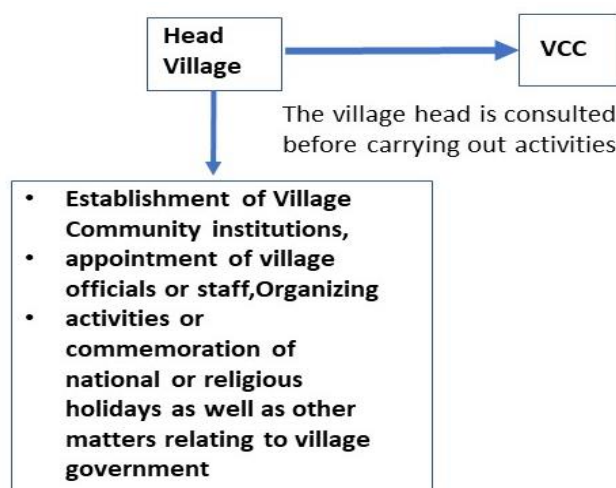 Head
Village
VCC
The village head is consulted
before carrying out activities
• Establishment of Village
Community institutions,
• appointment of village
officials or staff,Organizing
• activities or
commemoration of
national or religious
holidays as well as other
matters relating to village
government